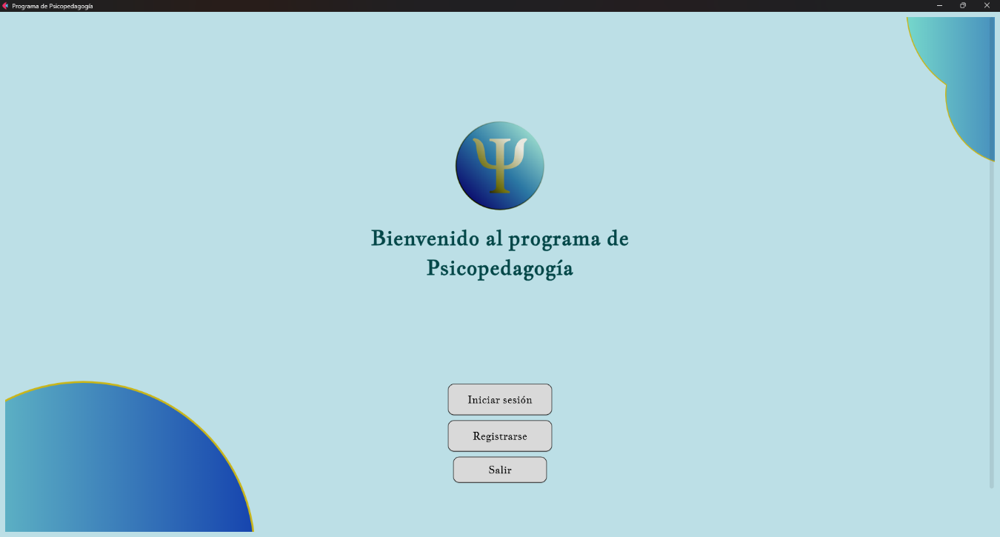 Programa de Psicopedagogía
Ψ
Bienvenido al programa de
Psicopedagogía
Iniciar sesión
Registrarse
Salir